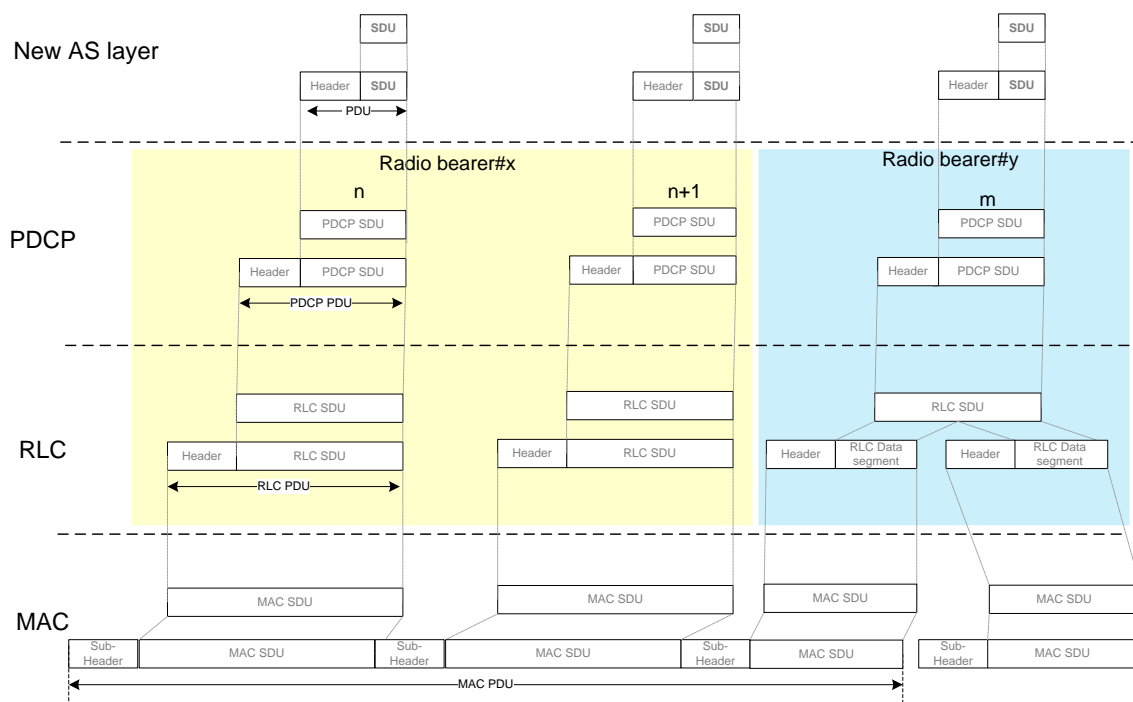 SDU
SDU
SDU
New AS layer
Header
SDU
Header
SDU
Header
SDU
PDU
Radio bearer#x
Radio bearer#y
n
n+1
m
PDCP SDU
PDCP SDU
PDCP SDU
PDCP
Header
PDCP SDU
Header
PDCP SDU
Header
PDCP SDU
PDCP PDU
RLC SDU
RLC SDU
RLC SDU
RLC
Header
RLC SDU
Header
RLC SDU
Header
RLC Data
segment
Header
RLC Data
segment
RLC PDU
MAC SDU
MAC SDU
MAC SDU
MAC SDU
MAC
Sub-
Header
MAC SDU
Sub-
Header
MAC SDU
Sub-
Header
MAC SDU
Sub-
Header
MAC SDU
MAC PDU